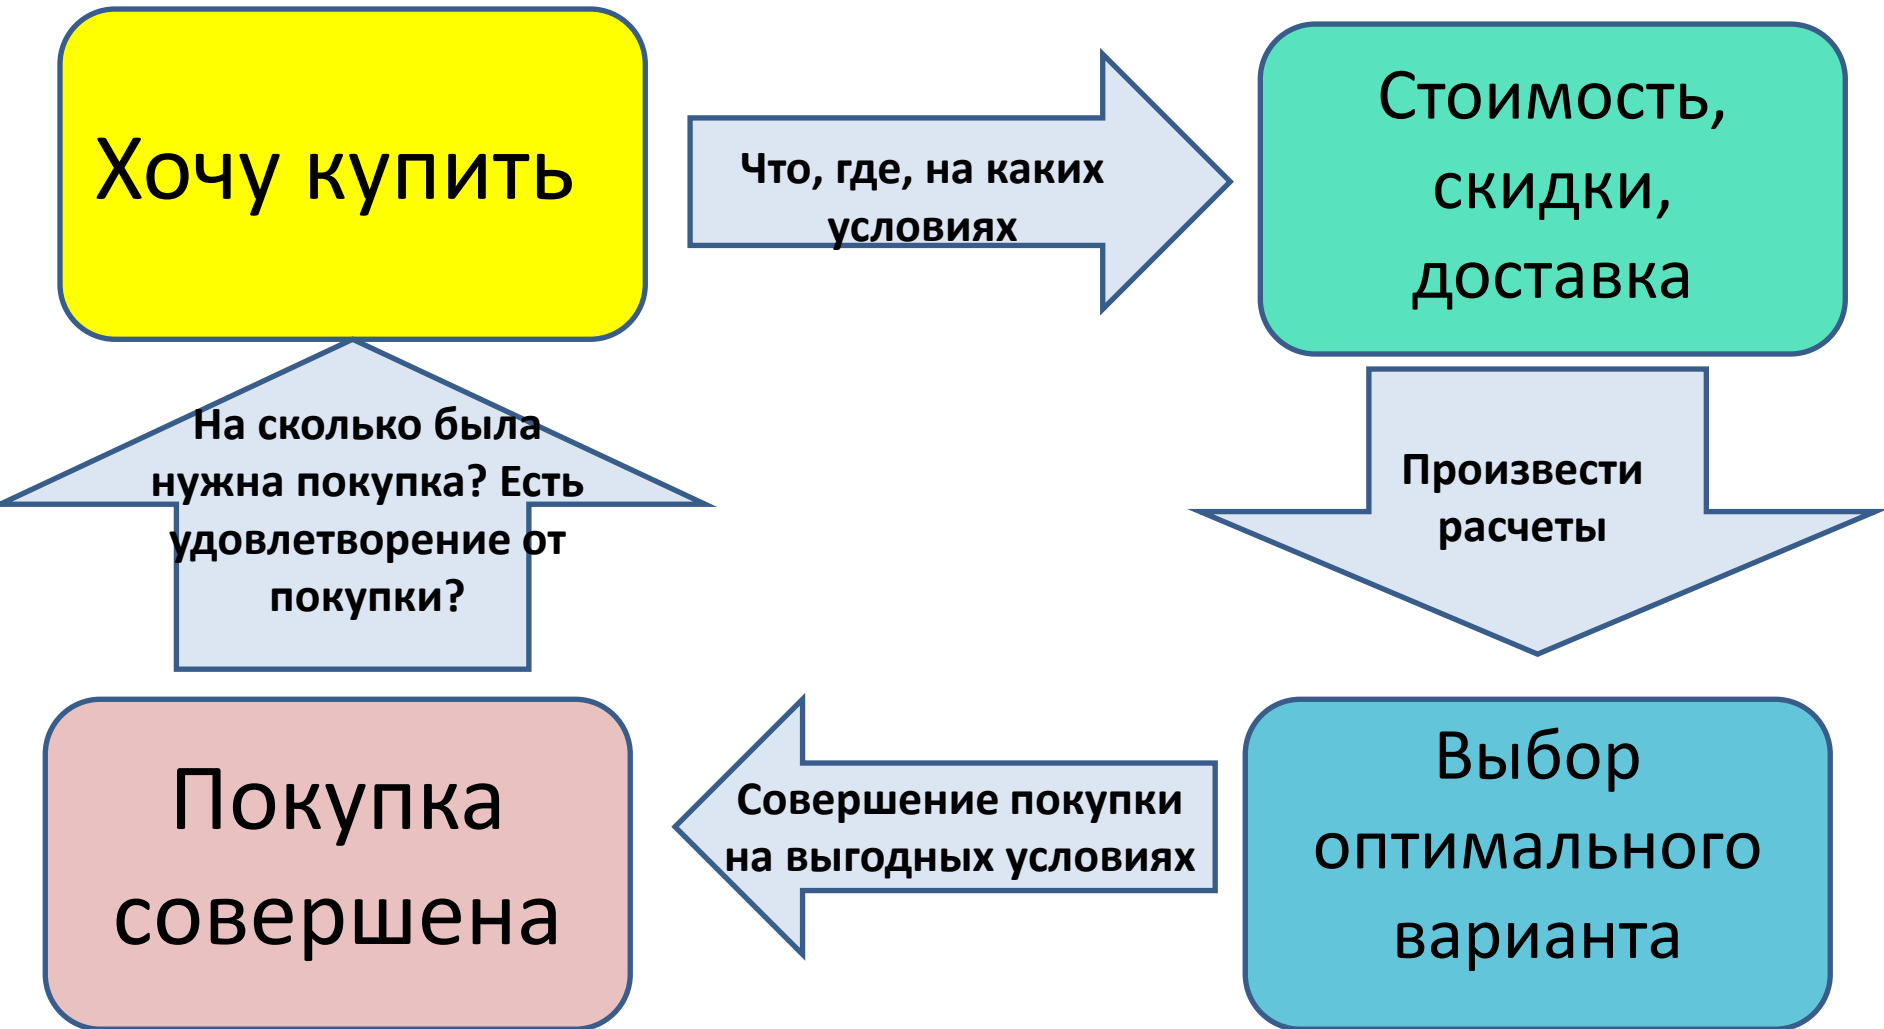 Хочу купить
Что, где, на каких
условиях
Стоимость,
скидки,
доставка
Произвести
расчеты
Выбор
оптимального
варианта
Совершение покупки
на выгодных условиях
Покупка
совершена
На сколько была
нужна покупка? Есть
удовлетворение от
покупки?